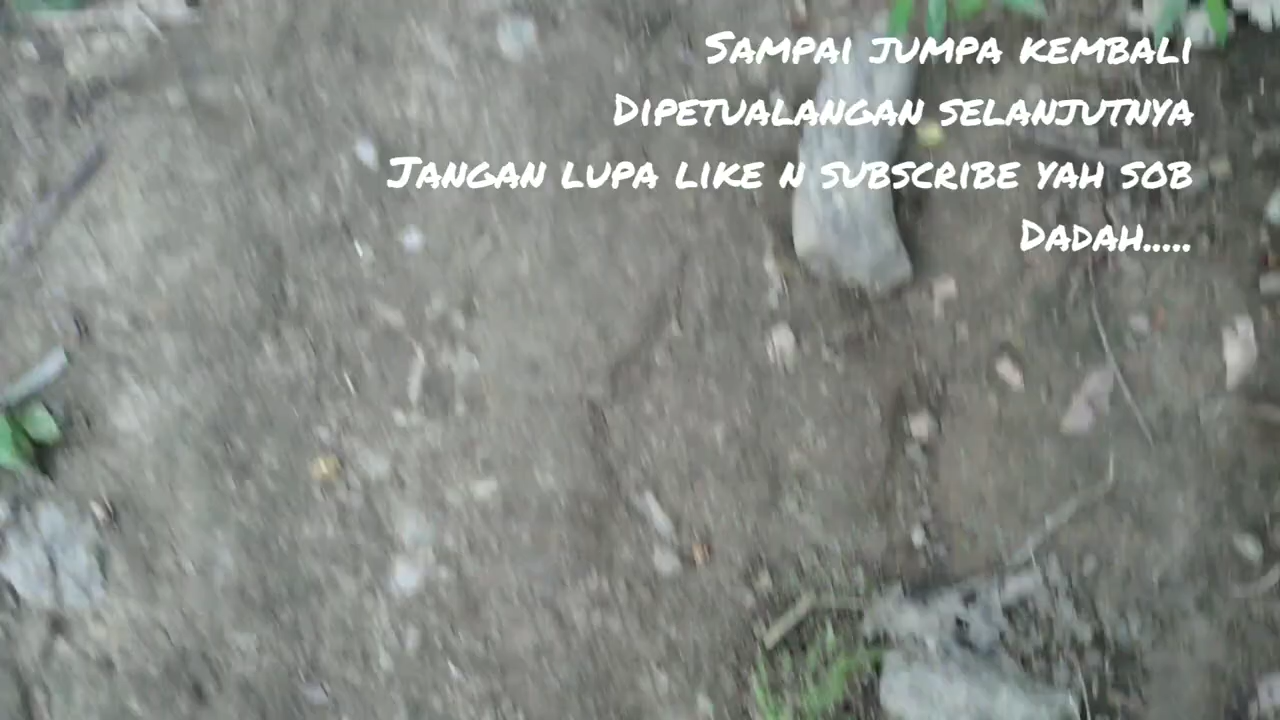 Sampai jumpa kembali
Dipetualangan selanjutnya
Jangan lupa like n subscribe yah sob
Dadah.....